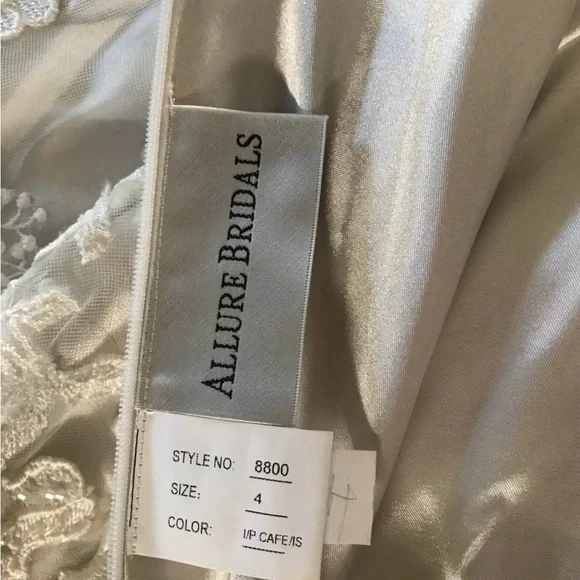 ALLURE BRIDALS
STYLE NO: 8800
SIZE: 4
COLOR: I/P CAFE/IS